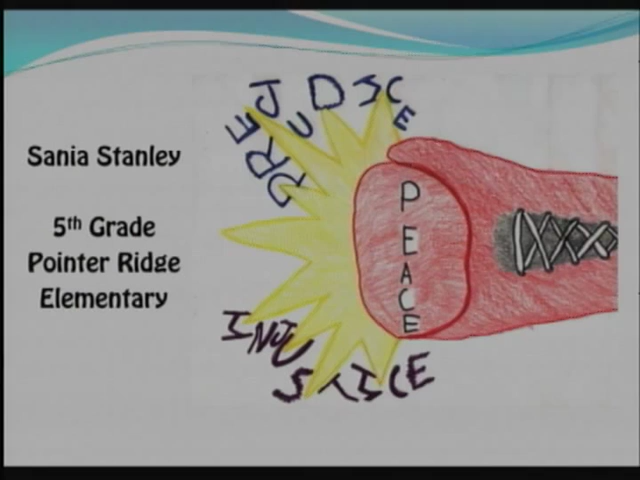 Sania Stanley
5th Grade
Pointer Ridge
Elementary
PREJUDICE
PEACE
INJUSTICE